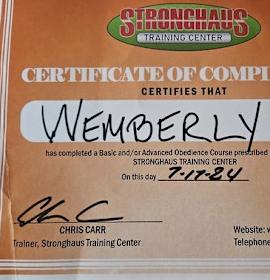 STRONGHAUS
TRAINING CENTER
CERTIFICATE OF COMPL
CERTIFIES THAT
WEMBERLY
has completed a Basic and/or Advanced Obedience Course prescribed
STRONGHAUS TRAINING CENTER
On this day 7-17-24
CHRIS CARR
Trainer, Stronghaus Training Center
Website: w
Telephone